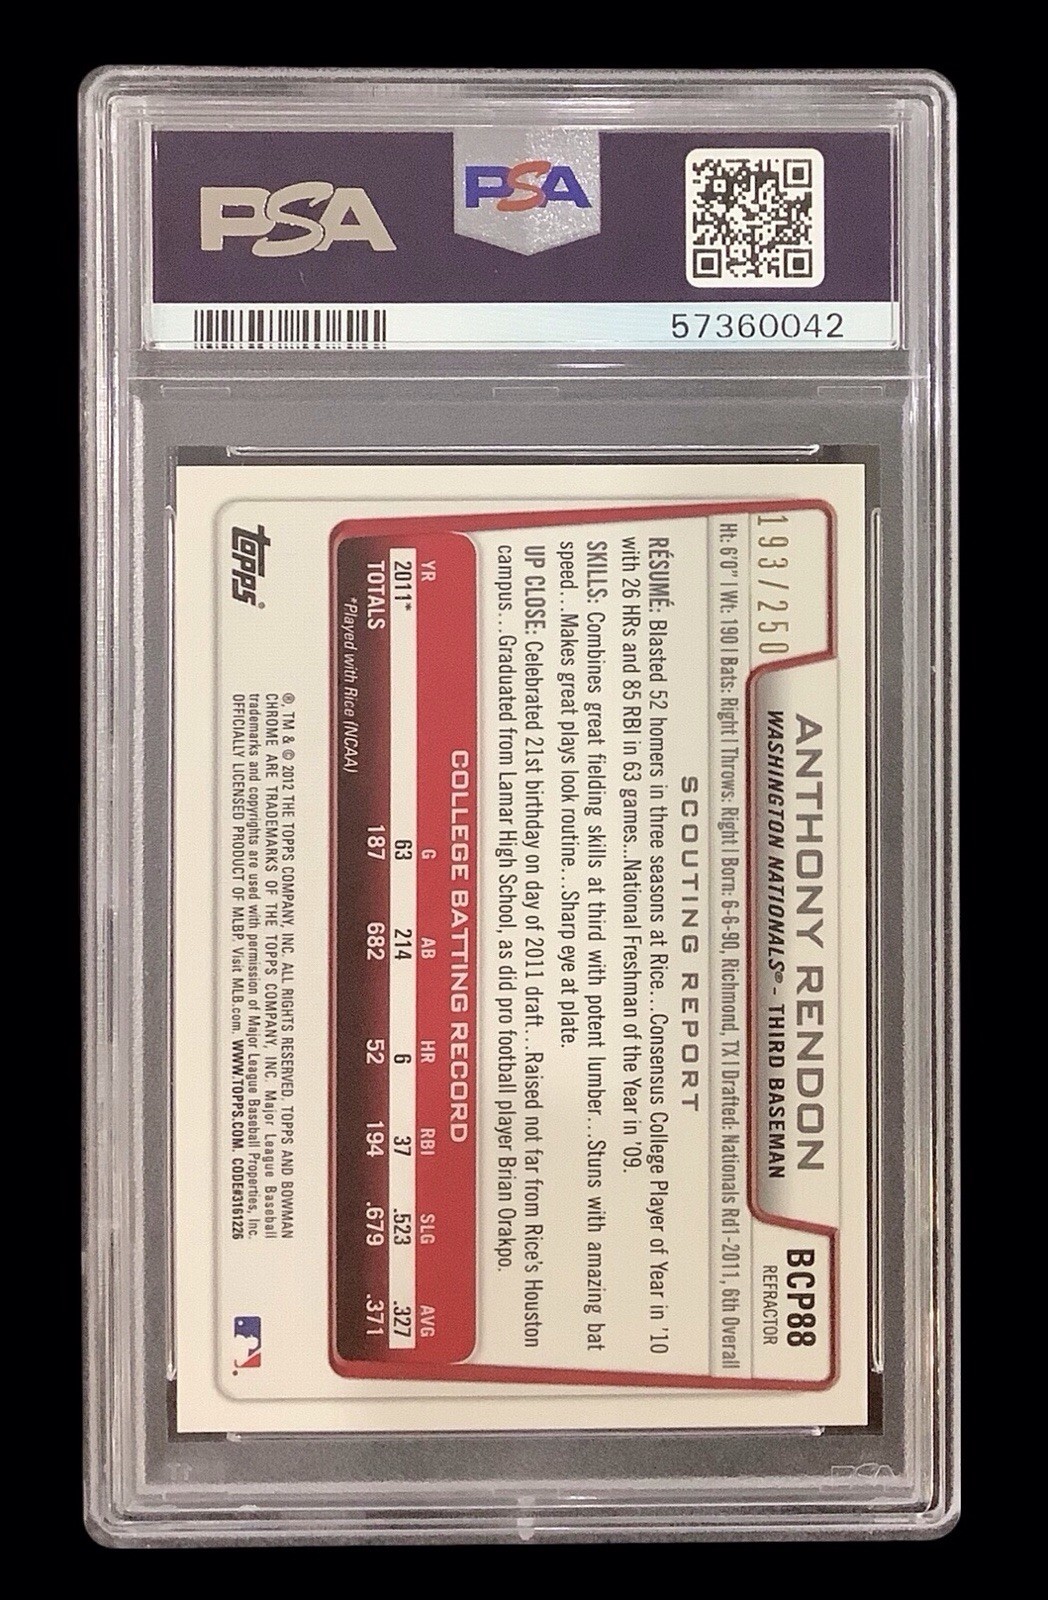 PSA
PSA
57360042
193/250
ANTHONY RENDON
WASHINGTON NATIONALS® - THIRD BASEMAN
BCP88
REFRACTOR
Ht: 6'0" | Wt: 190 | Bats: Right | Throws: Right | Born: 6-6-90, Richmond, TX | Drafted: Nationals Rd1-2011, 6th Overall
SCOUTING REPORT
RÉSUMÉ: Blasted 52 homers in three seasons at Rice...Consensus College Player of Year in '10
with 26 HRs and 85 RBI in 63 games...National Freshman of the Year in '09.
SKILLS: Combines great fielding skills at third with potent lumber...Stuns with amazing bat
speed...Makes great plays look routine...Sharp eye at plate.
UP CLOSE: Celebrated 21st birthday on day of 2011 draft...Raised not far from Rice's Houston
campus...Graduated from Lamar High School, as did pro football player Brian Orakpo.
COLLEGE BATTING RECORD
YR G AB HR RBI SLG AVG
2011* 63 214 6 37 .523 .327
TOTALS 187 682 52 194 .679 .371
*Played with Rice (NCAA)
topps®
®, TM & © 2012 THE TOPPS COMPANY, INC. ALL RIGHTS RESERVED. TOPPS AND BOWMAN
CHROME ARE TRADEMARKS OF THE TOPPS COMPANY, INC. Major League Baseball
trademarks and copyrights are used with permission of Major League Baseball Properties, Inc.
OFFICIALLY LICENSED PRODUCT OF MLBP. Visit MLB.com. WWW.TOPPS.COM. CODE#3161226
PSA